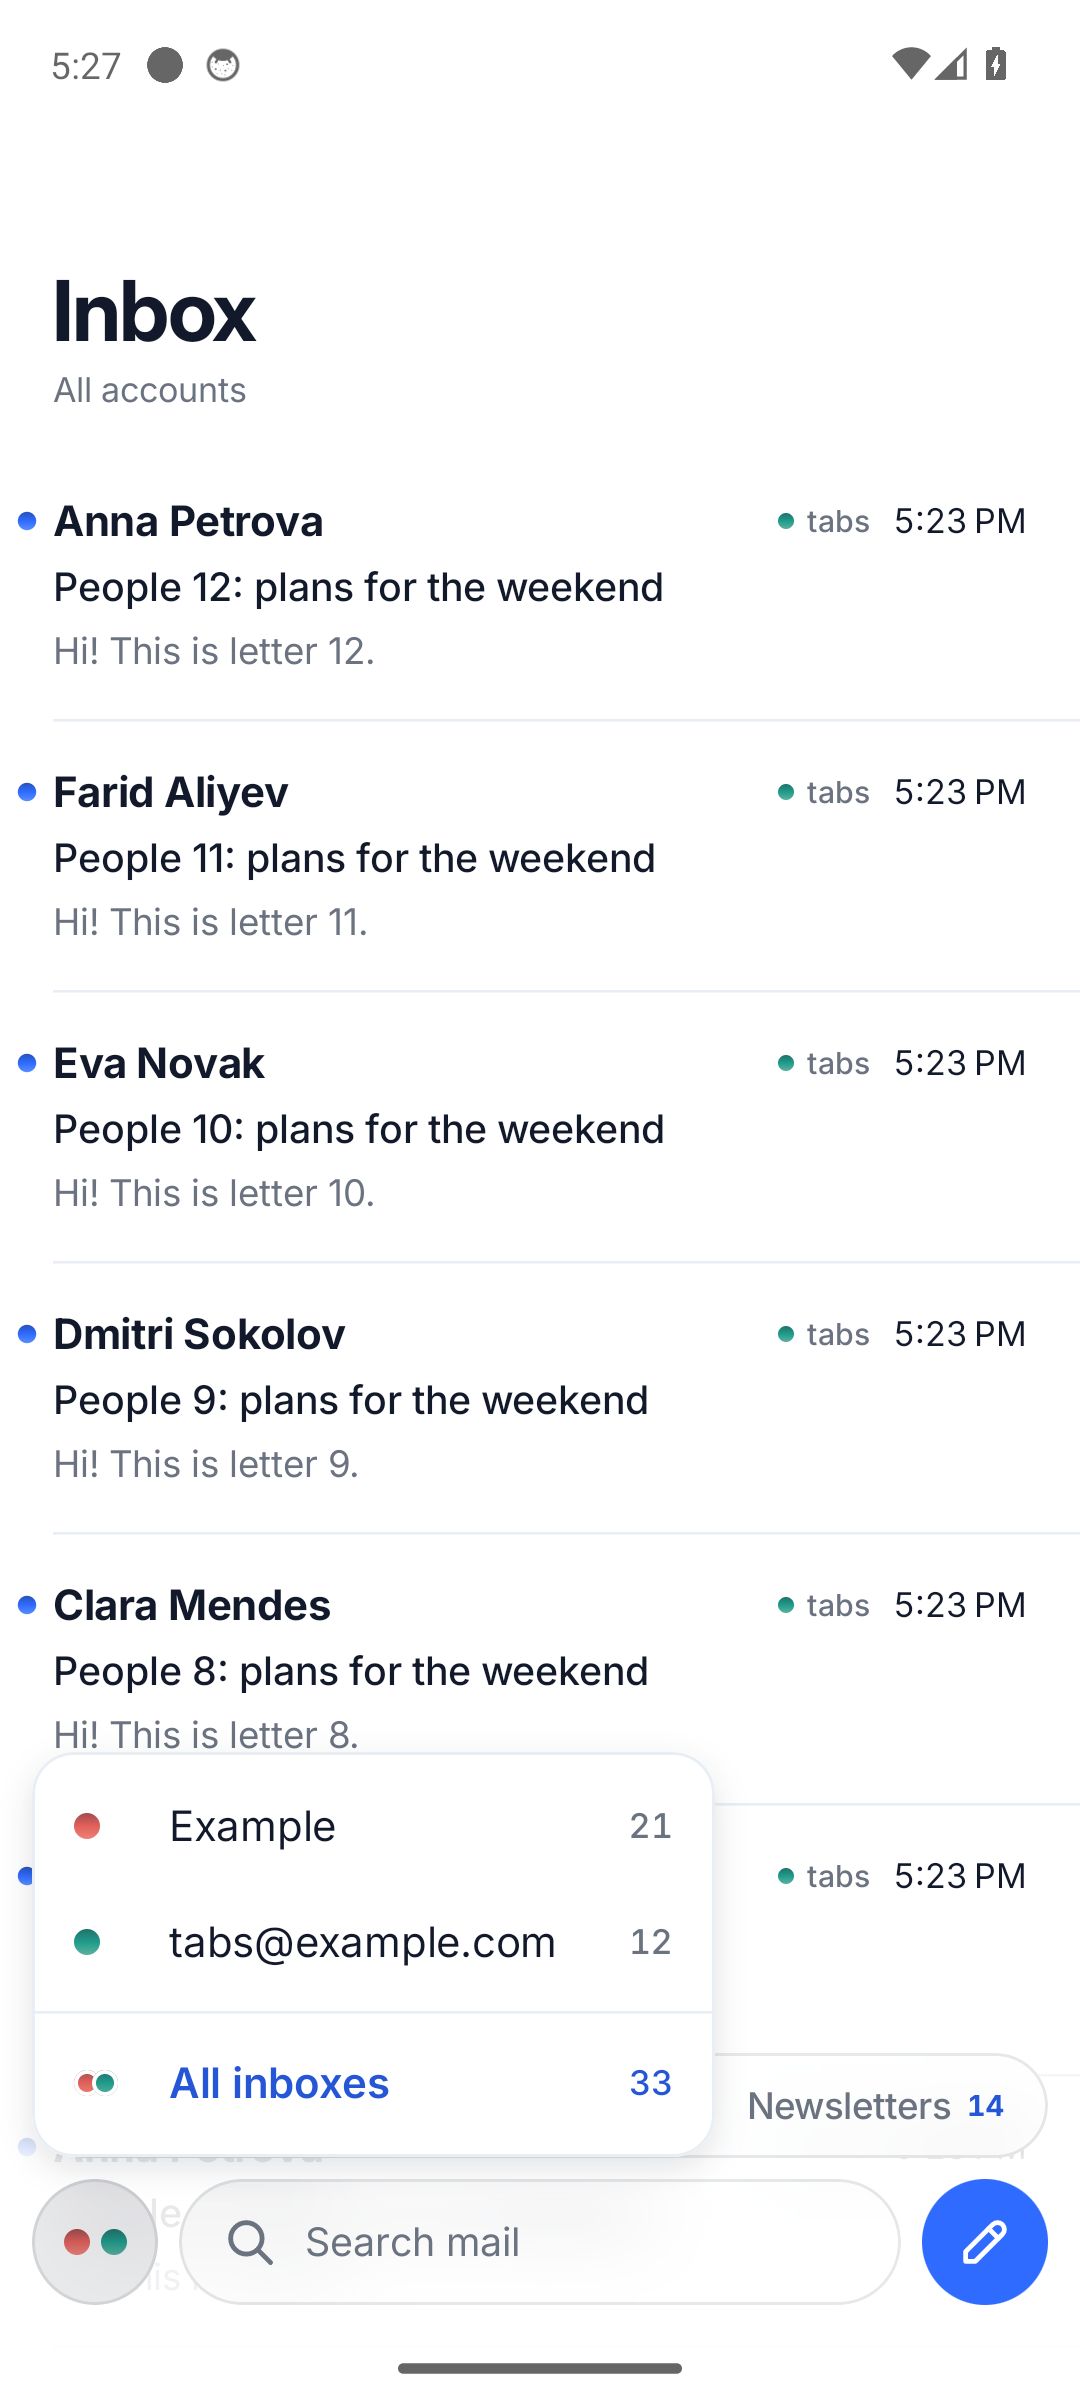 5:27
Inbox
All accounts
Anna Petrova tabs 5:23 PM
People 12: plans for the weekend
Hi! This is letter 12.
Farid Aliyev tabs 5:23 PM
People 11: plans for the weekend
Hi! This is letter 11.
Eva Novak tabs 5:23 PM
People 10: plans for the weekend
Hi! This is letter 10.
Dmitri Sokolov tabs 5:23 PM
People 9: plans for the weekend
Hi! This is letter 9.
Clara Mendes tabs 5:23 PM
People 8: plans for the weekend
Hi! This is letter 8.
tabs 5:23 PM
Example 21
tabs@example.com 12
All inboxes 33
Newsletters 14
Search mail